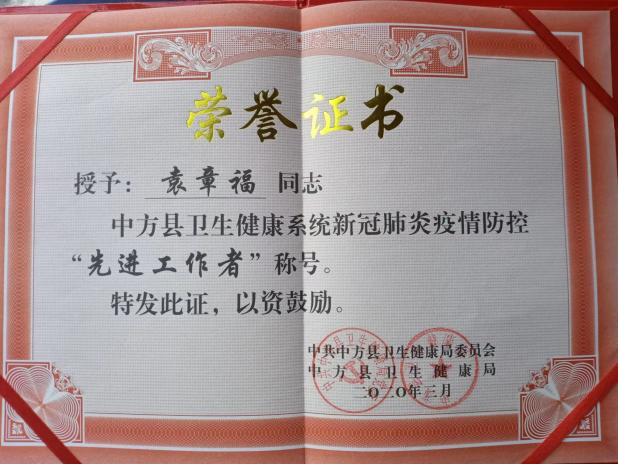 荣誉证书
授予：袁章福 同志
中方县卫生健康系统新冠肺炎疫情防控
“先进工作者”称号。
特发此证，以资鼓励。
中共中方县卫生健康局委员会
中方县卫生健康局
二〇二〇年三月